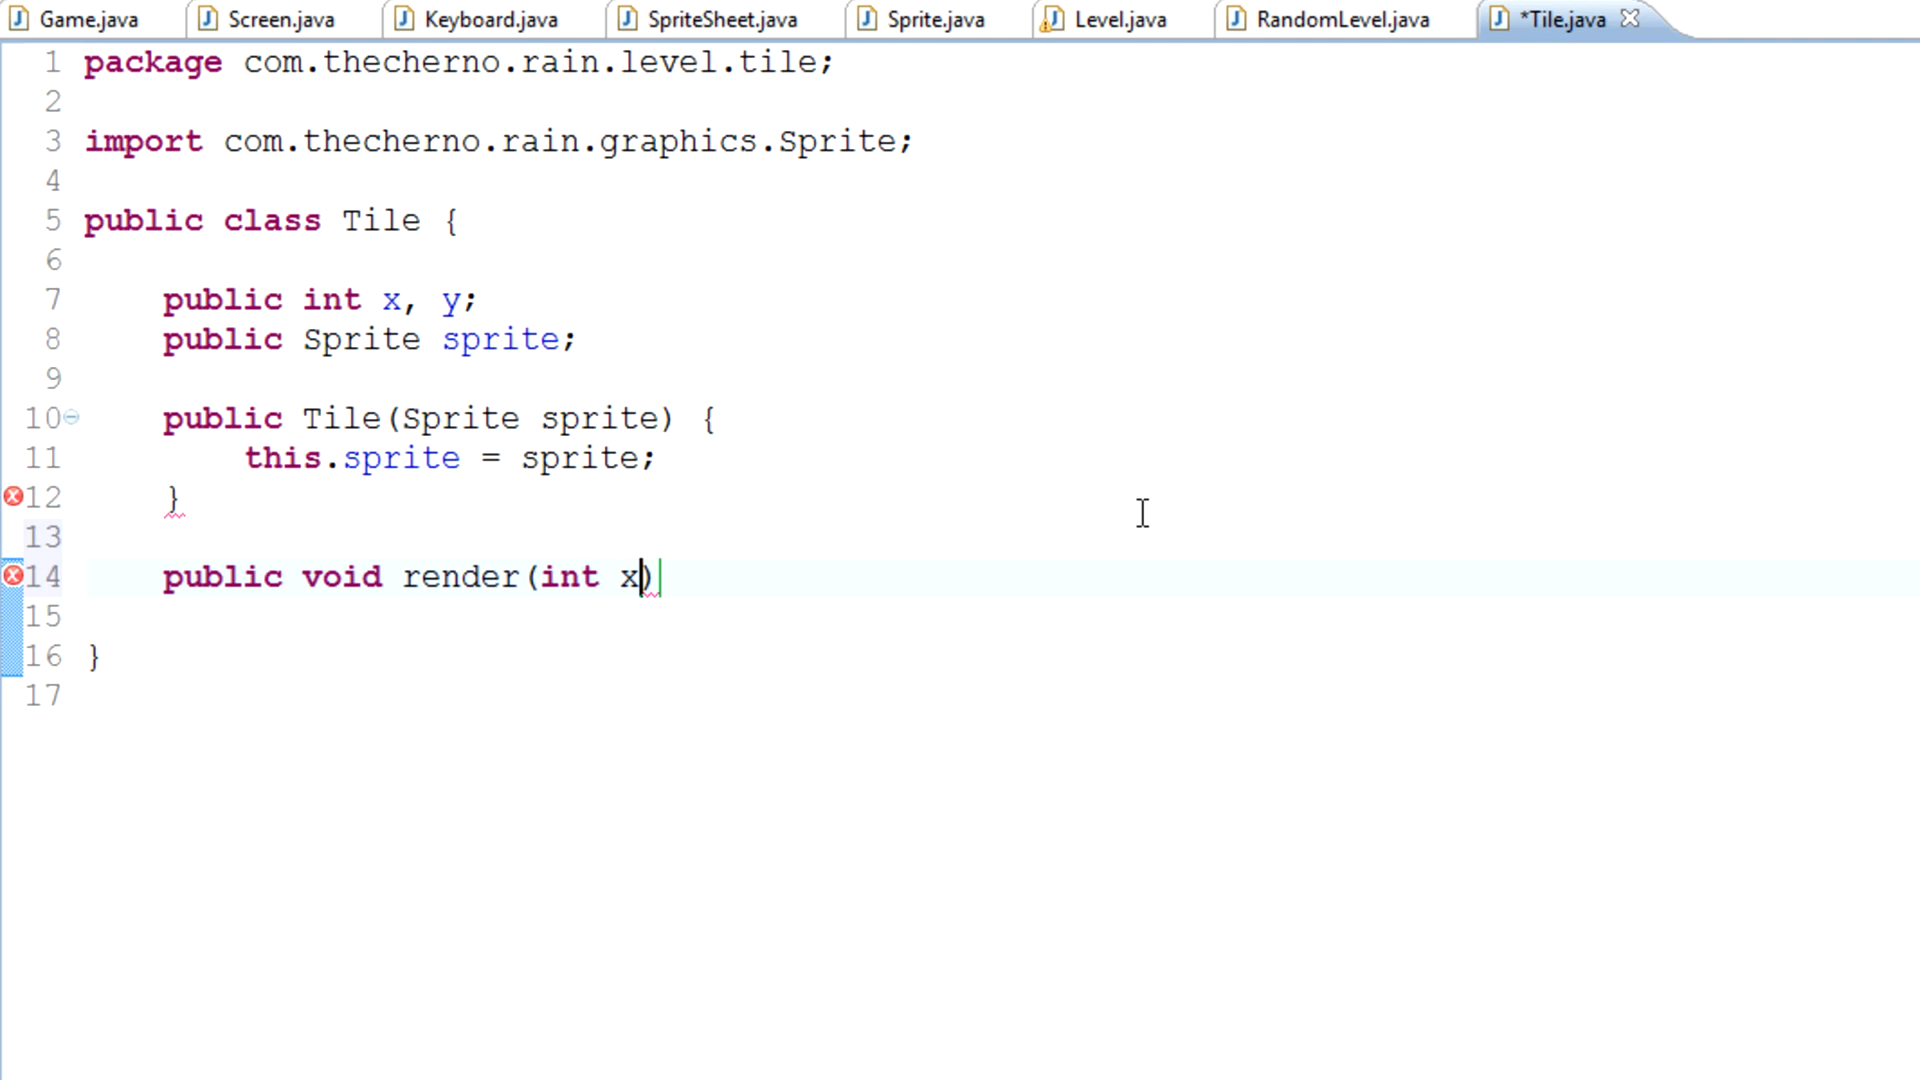 Game.java Screen.java Keyboard.java SpriteSheet.java Sprite.java Level.java RandomLevel.java *Tile.java
1 package com.thecherno.rain.level.tile;
2
3 import com.thecherno.rain.graphics.Sprite;
4
5 public class Tile {
6
7 public int x, y;
8 public Sprite sprite;
9
10 public Tile(Sprite sprite) {
11 this.sprite = sprite;
12 }
13
14 public void render(int x)
15
16 }
17